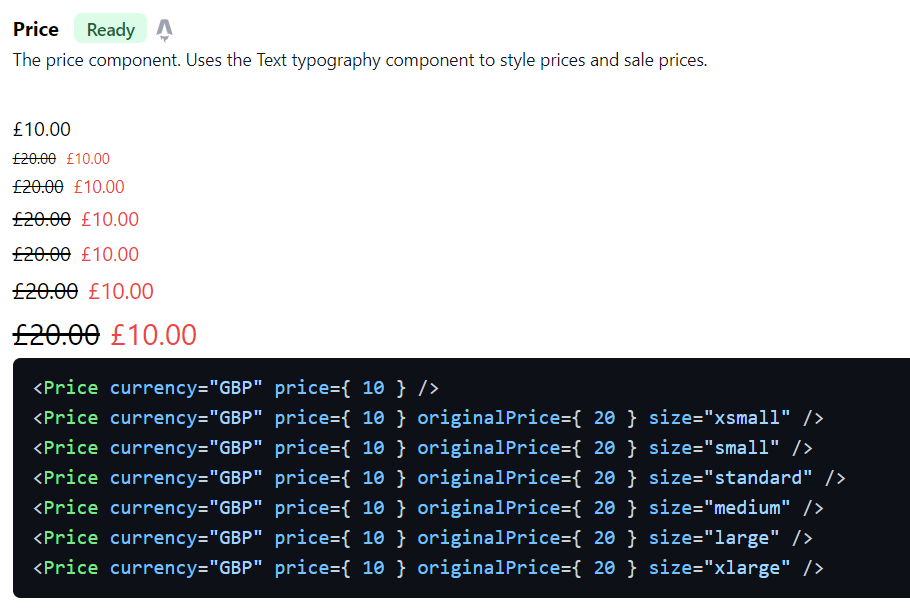 Price Ready
The price component. Uses the Text typography component to style prices and sale prices.
£10.00
£20.00 £10.00
£20.00 £10.00
£20.00 £10.00
£20.00 £10.00
£20.00 £10.00
£20.00 £10.00
<Price currency="GBP" price={ 10 } />
<Price currency="GBP" price={ 10 } originalPrice={ 20 } size="xsmall" />
<Price currency="GBP" price={ 10 } originalPrice={ 20 } size="small" />
<Price currency="GBP" price={ 10 } originalPrice={ 20 } size="standard" />
<Price currency="GBP" price={ 10 } originalPrice={ 20 } size="medium" />
<Price currency="GBP" price={ 10 } originalPrice={ 20 } size="large" />
<Price currency="GBP" price={ 10 } originalPrice={ 20 } size="xlarge" />